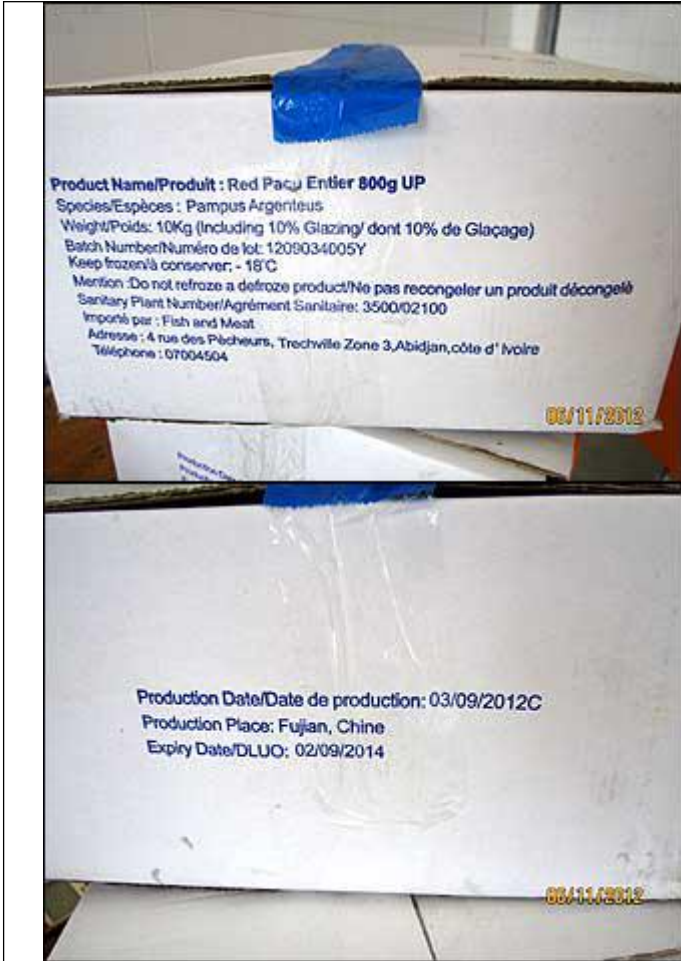 Product Name/Produit : Red Pacu Entier 800g UP
Species/Espèces : Pampus Argenteus
Weight/Poids: 10Kg (Including 10% Glazing/ dont 10% de Glaçage)
Batch Number/Numéro de lot: 1209034005Y
Keep frozen/à conserver: - 18°C
Mention :Do not refroze a defroze product/Ne pas recongeler un produit décongelé
Sanitary Plant Number/Agrément Sanitaire: 3500/02100
Importé par : Fish and Meat
Adresse : 4 rue des Pêcheurs, Trechville Zone 3,Abidjan,côte d' Ivoire
Téléphone : 07004504
06/11/2012
Production Date
Production Date/Date de production: 03/09/2012C
Production Place: Fujian, Chine
Expiry Date/DLUO: 02/09/2014
06/11/2012